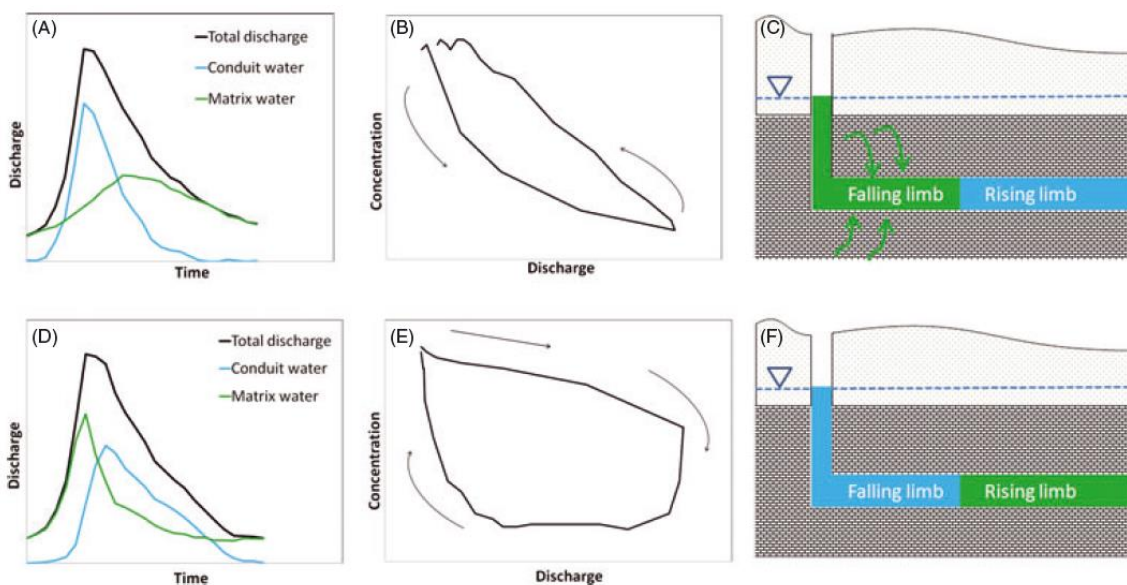 (A)
Total discharge
Conduit water
Matrix water
Discharge
Time
(B)
Concentration
Discharge
(C)
Falling limb
Rising limb
(D)
Total discharge
Conduit water
Matrix water
Discharge
Time
(E)
Concentration
Discharge
(F)
Falling limb
Rising limb